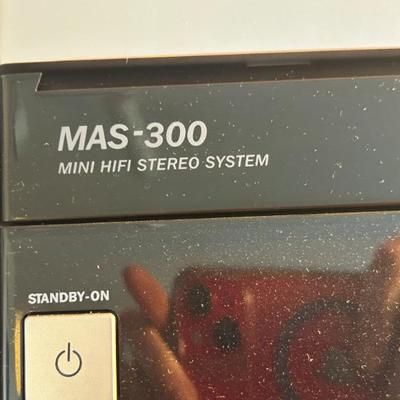 MAS-300
MINI HIFI STEREO SYSTEM
STANDBY-ON